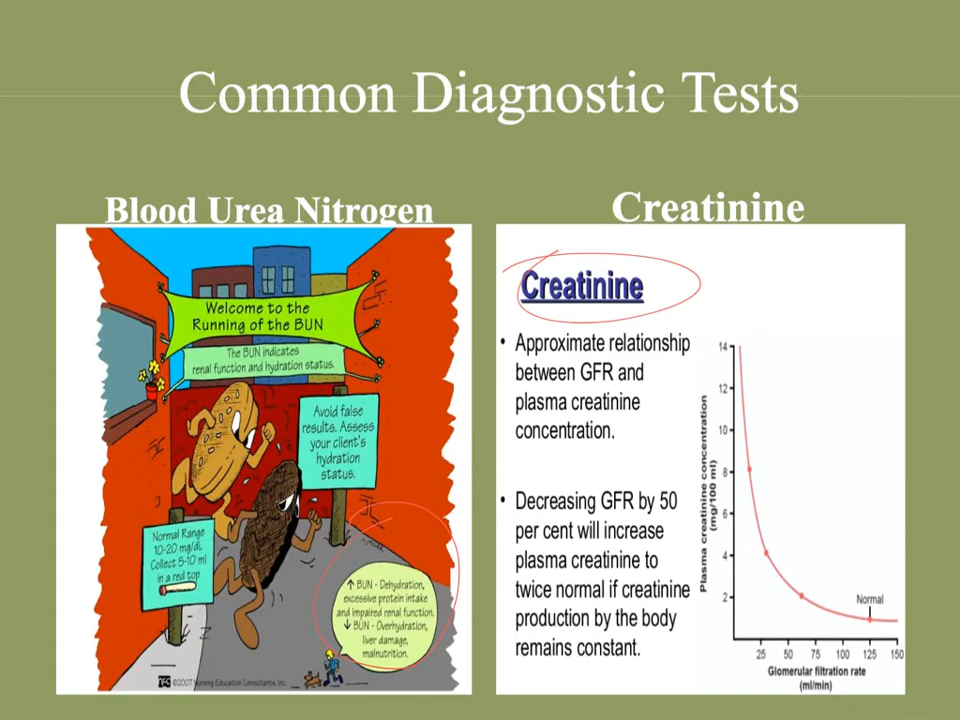 Common Diagnostic Tests
Blood Urea Nitrogen
Welcome to the
Running of the BUN
The BUN indicates
renal function and hydration status.
Avoid false
results. Assess
your client's
hydration
status.
Normal Range
10-20 mg/dL
Collect 5-10 ml
in a red top
↑ BUN - Dehydration,
excessive protein intake
and impaired renal function.
↓ BUN - Overhydration,
liver damage,
malnutrition.
©2007 Nursing Education Consultants, Inc.
Creatinine
Creatinine
• Approximate relationship
between GFR and
plasma creatinine
concentration.
• Decreasing GFR by 50
per cent will increase
plasma creatinine to
twice normal if creatinine
production by the body
remains constant.
Plasma creatinine concentration
(mg/100 ml)
14
12
10
8
6
4
2
Normal
25 50 75 100 125 150
Glomerular filtration rate
(ml/min)